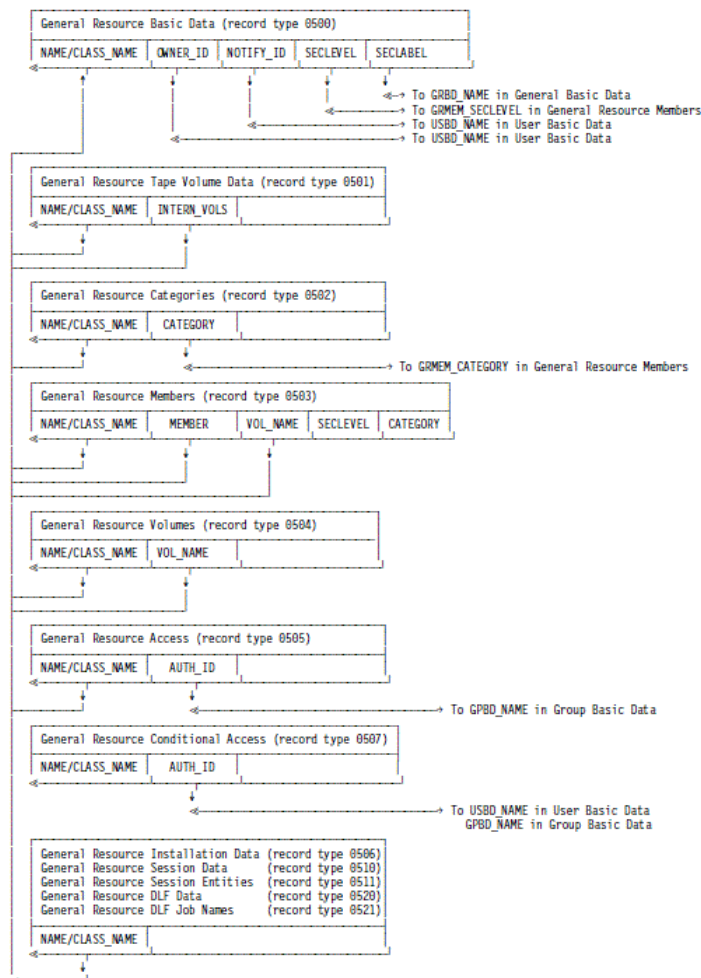 General Resource Basic Data (record type 0500)
NAME/CLASS_NAME OWNER_ID NOTIFY_ID SECLEVEL SECLABEL
To GRBD_NAME in General Basic Data
To GRMEM_SECLEVEL in General Resource Members
To USBD_NAME in User Basic Data
To USBD_NAME in User Basic Data
General Resource Tape Volume Data (record type 0501)
NAME/CLASS_NAME INTERN_VOLS
General Resource Categories (record type 0502)
NAME/CLASS_NAME CATEGORY
To GRMEM_CATEGORY in General Resource Members
General Resource Members (record type 0503)
NAME/CLASS_NAME MEMBER VOL_NAME SECLEVEL CATEGORY
General Resource Volumes (record type 0504)
NAME/CLASS_NAME VOL_NAME
General Resource Access (record type 0505)
NAME/CLASS_NAME AUTH_ID
To GPBD_NAME in Group Basic Data
General Resource Conditional Access (record type 0507)
NAME/CLASS_NAME AUTH_ID
To USBD_NAME in User Basic Data
GPBD_NAME in Group Basic Data
General Resource Installation Data (record type 0506)
General Resource Session Data (record type 0510)
General Resource Session Entities (record type 0511)
General Resource DLF Data (record type 0520)
General Resource DLF Job Names (record type 0521)
NAME/CLASS_NAME